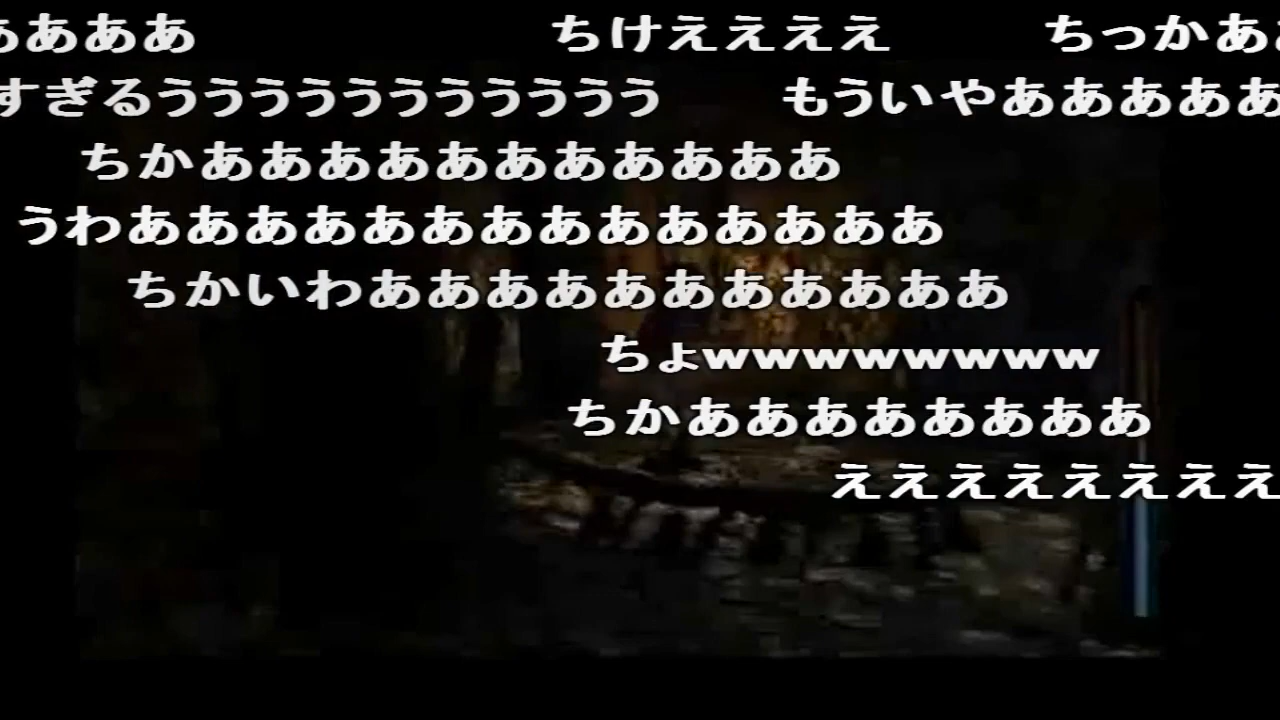 ああああ ちけええええ ちっかああ
すぎるうううううううううううう もういやあああああ
ちかあああああああああああ
うわああああああああああああああ
ちかいわあああああああああああ
ちょwwwwwwwww
ちかああああああああ
ええええええええ